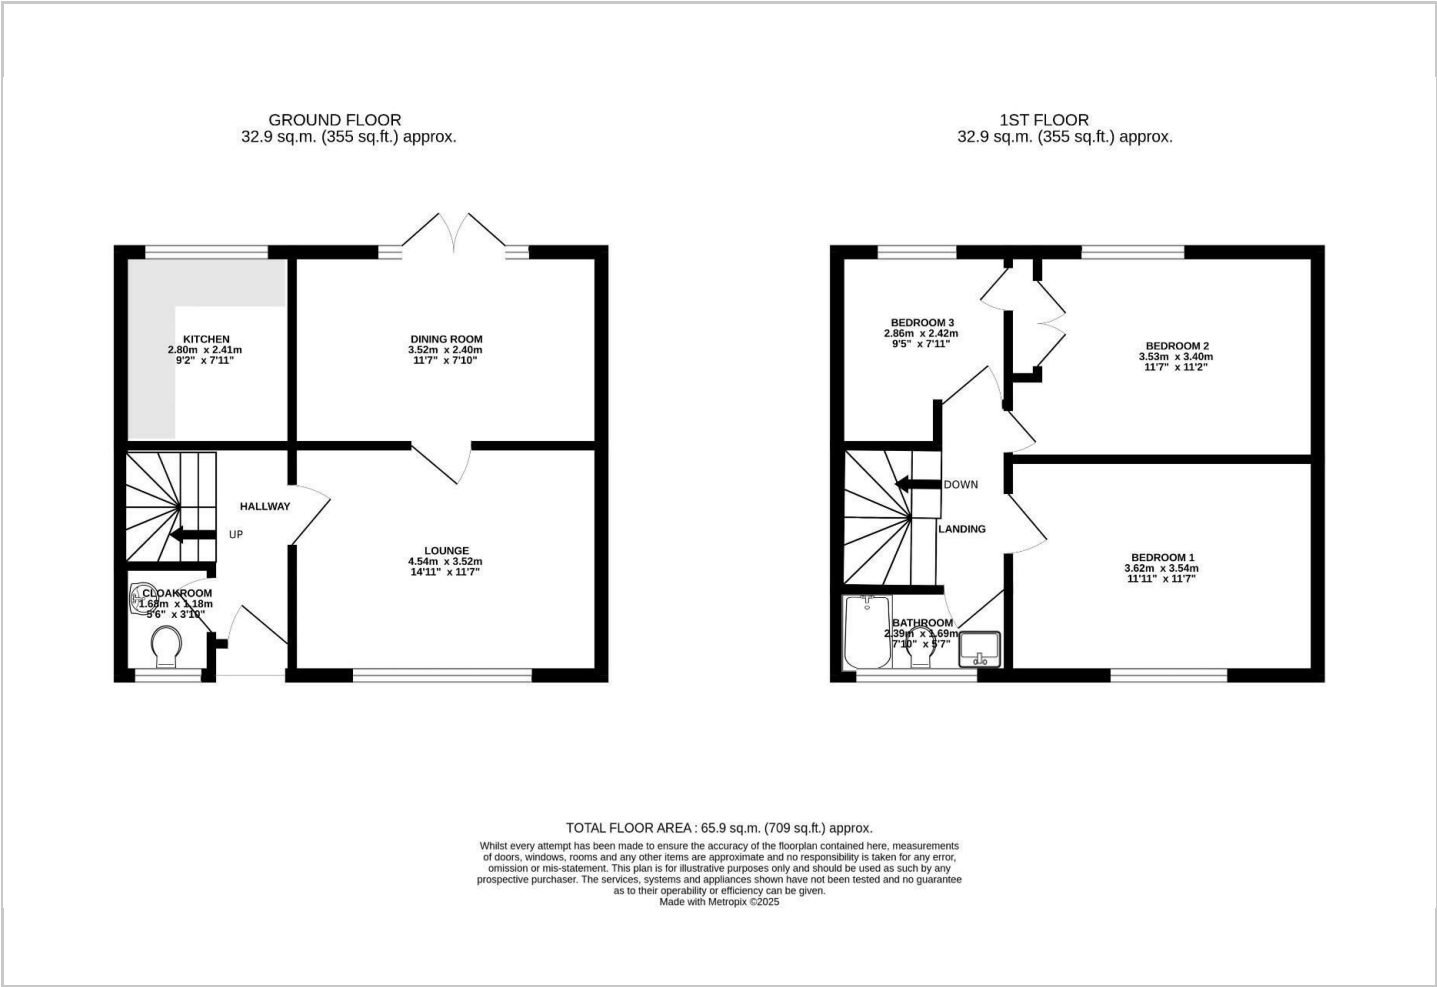 GROUND FLOOR
32.9 sq.m. (355 sq.ft.) approx.
1ST FLOOR
32.9 sq.m. (355 sq.ft.) approx.
KITCHEN
2.80m x 2.41m
9'2" x 7'11"
DINING ROOM
3.52m x 2.40m
11'7" x 7'10"
HALLWAY
UP
LOUNGE
4.54m x 3.52m
14'11" x 11'7"
CLOAKROOM
1.68m x 1.18m
5'6" x 3'10"
BEDROOM 3
2.86m x 2.42m
9'5" x 7'11"
BEDROOM 2
3.53m x 3.40m
11'7" x 11'2"
DOWN
LANDING
BEDROOM 1
3.62m x 3.54m
11'11" x 11'7"
BATHROOM
2.39m x 1.69m
7'10" x 5'7"
TOTAL FLOOR AREA : 65.9 sq.m. (709 sq.ft.) approx.
Whilst every attempt has been made to ensure the accuracy of the floorplan contained here, measurements
of doors, windows, rooms and any other items are approximate and no responsibility is taken for any error,
omission or mis-statement. This plan is for illustrative purposes only and should be used as such by any
prospective purchaser. The services, systems and appliances shown have not been tested and no guarantee
as to their operability or efficiency can be given.
Made with Metropix ©2025